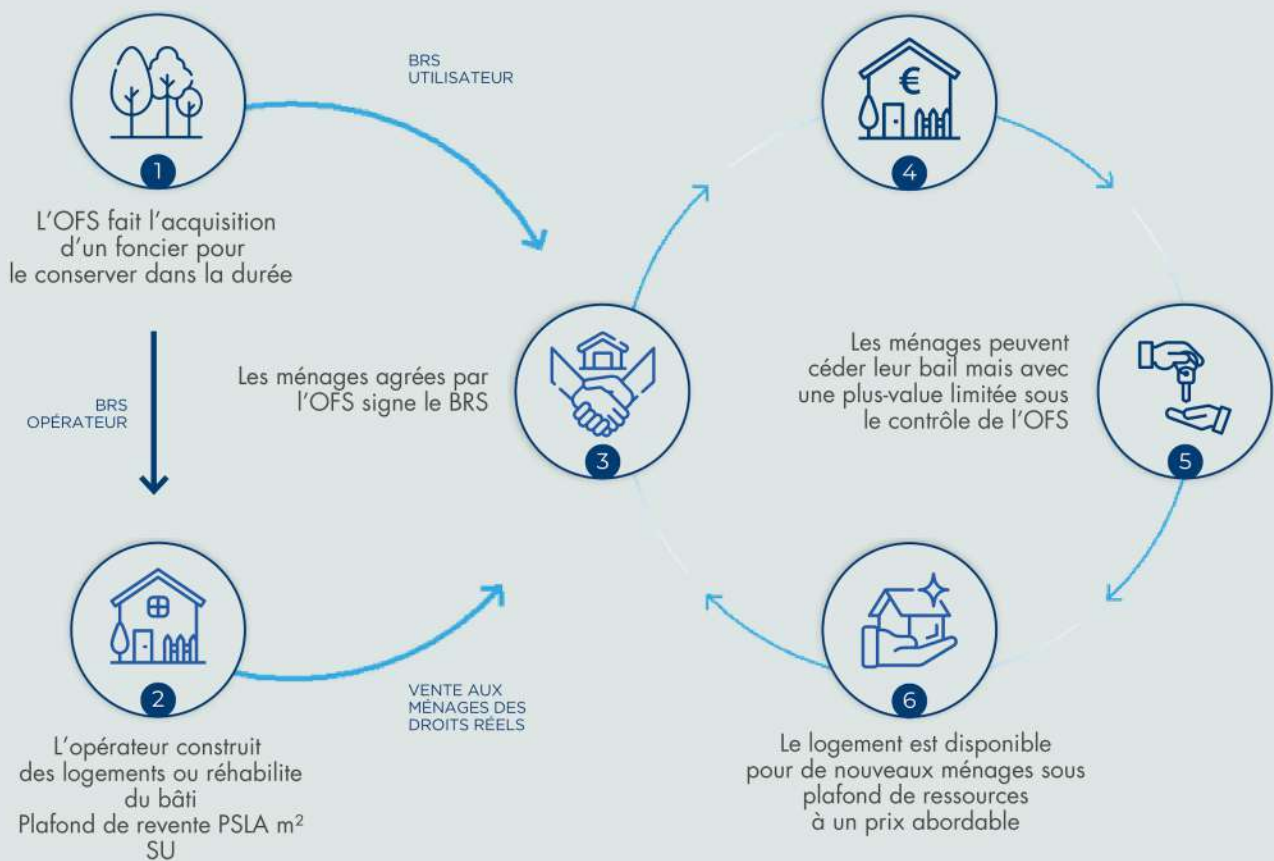 1
L'OFS fait l'acquisition
d'un foncier pour
le conserver dans la durée
BRS
UTILISATEUR
BRS
OPÉRATEUR
2
L'opérateur construit
des logements ou réhabilite
du bâti
Plafond de revente PSLA m²
SU
VENTE AUX
MÉNAGES DES
DROITS RÉELS
Les ménages agrées par
l'OFS signe le BRS
3
€
4
Les ménages peuvent
céder leur bail mais avec
une plus-value limitée sous
le contrôle de l'OFS
5
6
Le logement est disponible
pour de nouveaux ménages sous
plafond de ressources
à un prix abordable